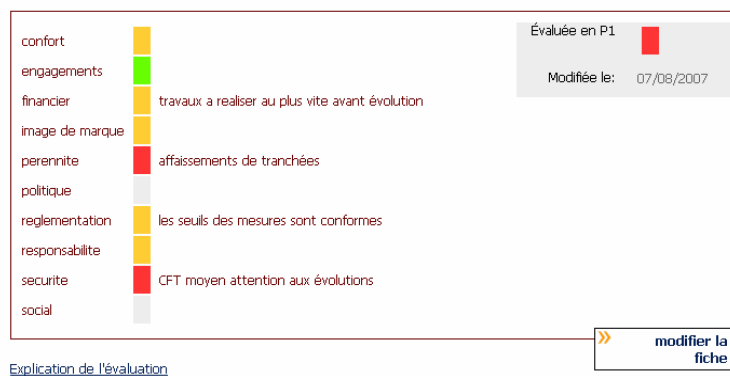 confort
engagements
financier travaux a realiser au plus vite avant évolution
image de marque
perennite affaissements de tranchées
politique
reglementation les seuils des mesures sont conformes
responsabilite
securite CFT moyen attention aux évolutions
social
Évaluée en P1
Modifiée le: 07/08/2007
modifier la
fiche
Explication de l'évaluation